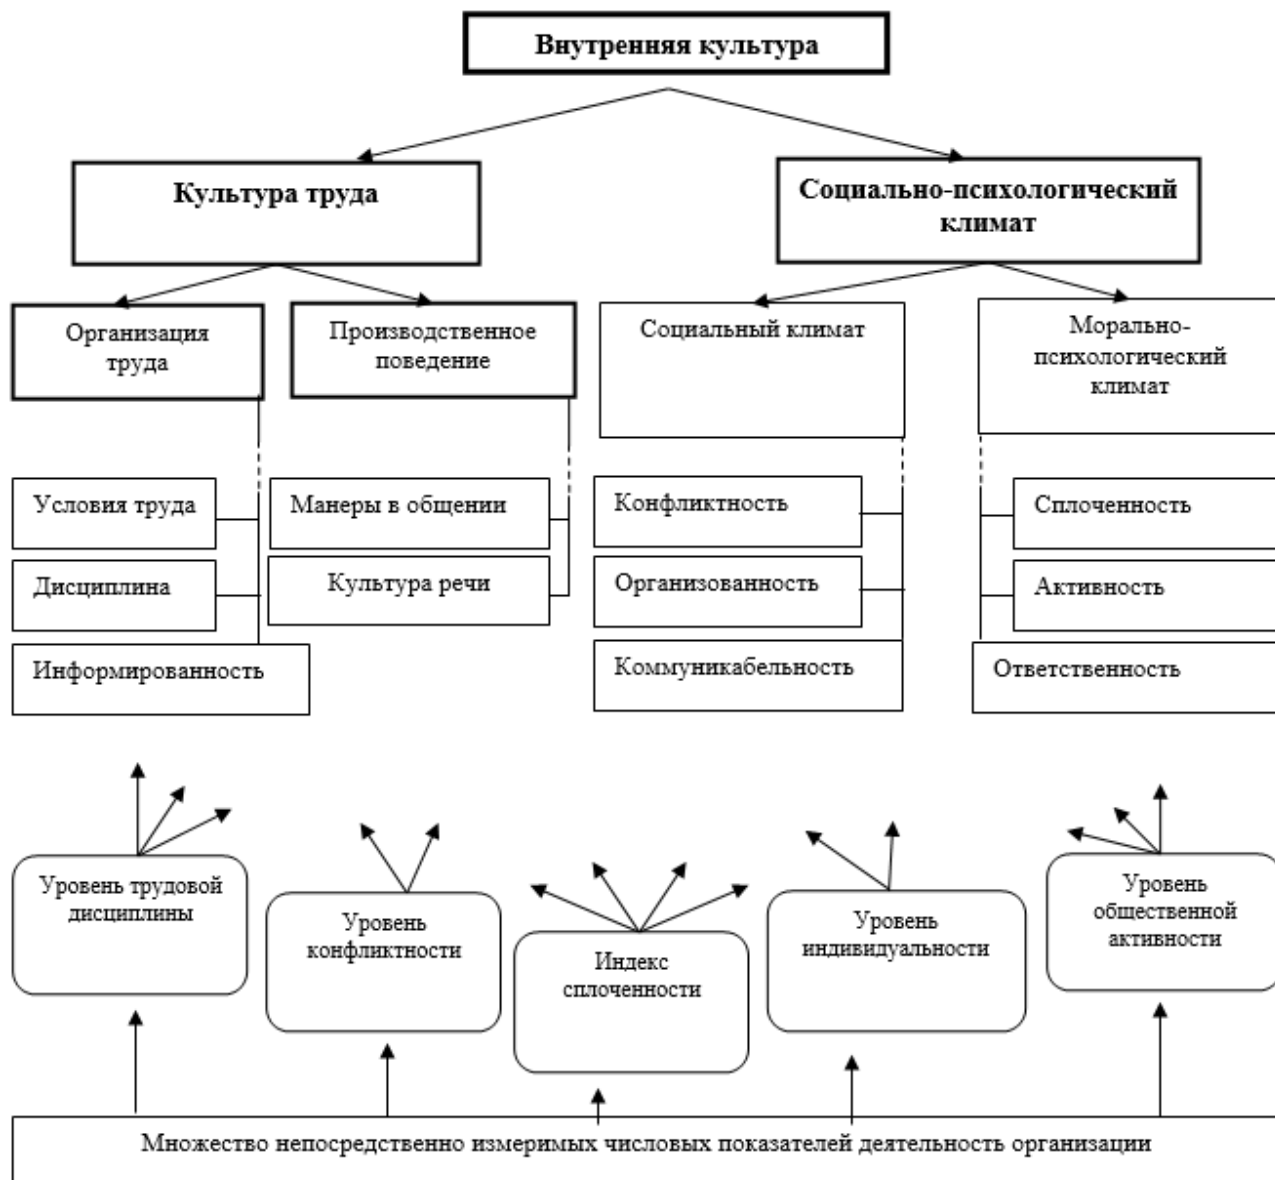 Внутренняя культура
Культура труда
Социально-психологический
климат
Организация
труда
Производственное
поведение
Социальный климат
Морально-
психологический
климат
Условия труда
Манеры в общении
Конфликтность
Сплоченность
Дисциплина
Культура речи
Организованность
Активность
Информированность
Коммуникабельность
Ответственность
Уровень трудовой
дисциплины
Уровень
конфликтности
Индекс
сплоченности
Уровень
индивидуальности
Уровень
общественной
активности
Множество непосредственно измеримых числовых показателей деятельность организации